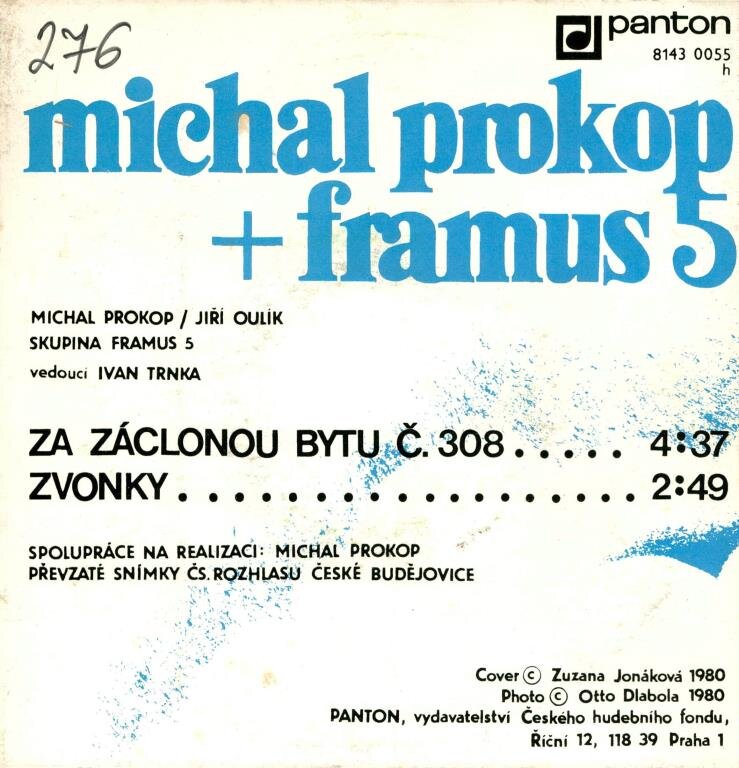 276
panton
8143 0055
h
michal prokop
+ framus 5
MICHAL PROKOP / JIŘÍ OULÍK
SKUPINA FRAMUS 5
vedoucí IVAN TRNKA
ZA ZÁCLONOU BYTU Č. 308 ..... 4:37
ZVONKY ................. 2:49
SPOLUPRÁCE NA REALIZACI: MICHAL PROKOP
PŘEVZATÉ SNÍMKY ČS. ROZHLASU ČESKÉ BUDĚJOVICE
Cover © Zuzana Jonáková 1980
Photo © Otto Dlabola 1980
PANTON, vydavatelství Českého hudebního fondu,
Říční 12, 118 39 Praha 1